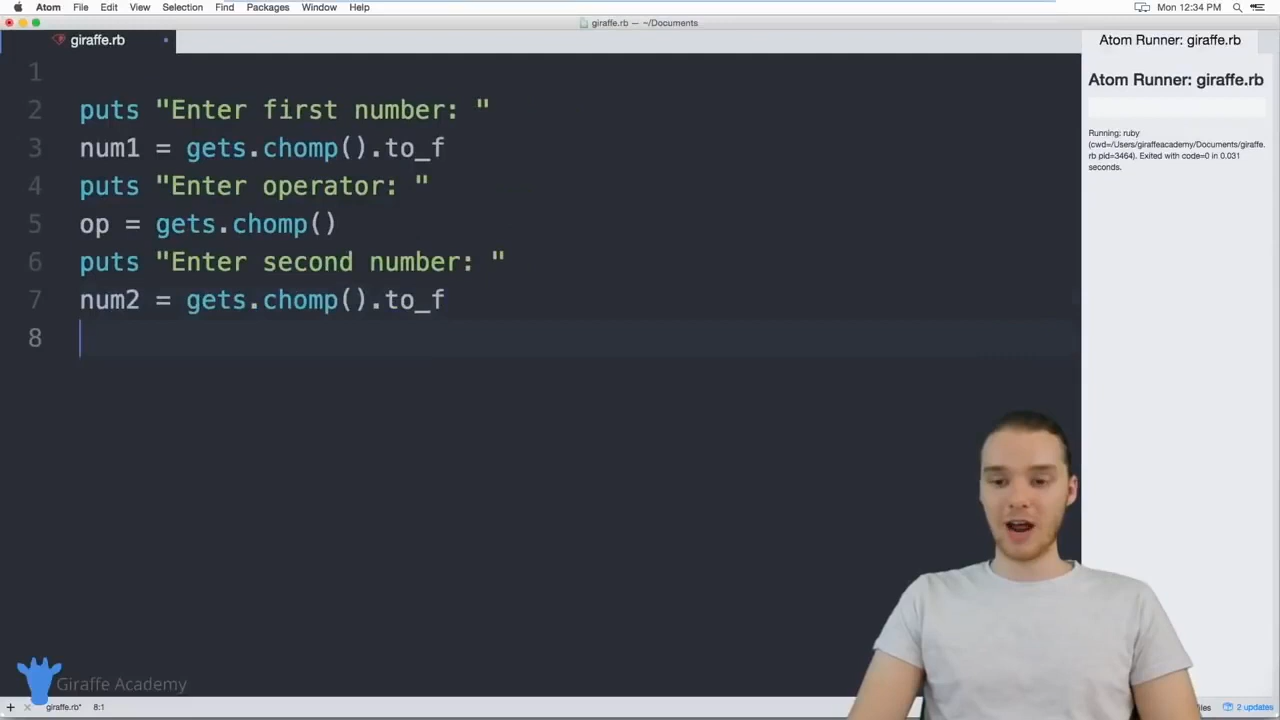 Atom File Edit View Selection Find Packages Window Help Mon 12:34 PM
giraffe.rb — ~/Documents
giraffe.rb
Atom Runner: giraffe.rb
1
2 puts "Enter first number: "
3 num1 = gets.chomp().to_f
4 puts "Enter operator: "
5 op = gets.chomp()
6 puts "Enter second number: "
7 num2 = gets.chomp().to_f
8
Atom Runner: giraffe.rb
Running: ruby
(cwd=/Users/giraffeacademy/Documents/giraffe.
rb pid=3464). Exited with code=0 in 0.031
seconds.
Giraffe Academy
giraffe.rb* 8:1
2 updates